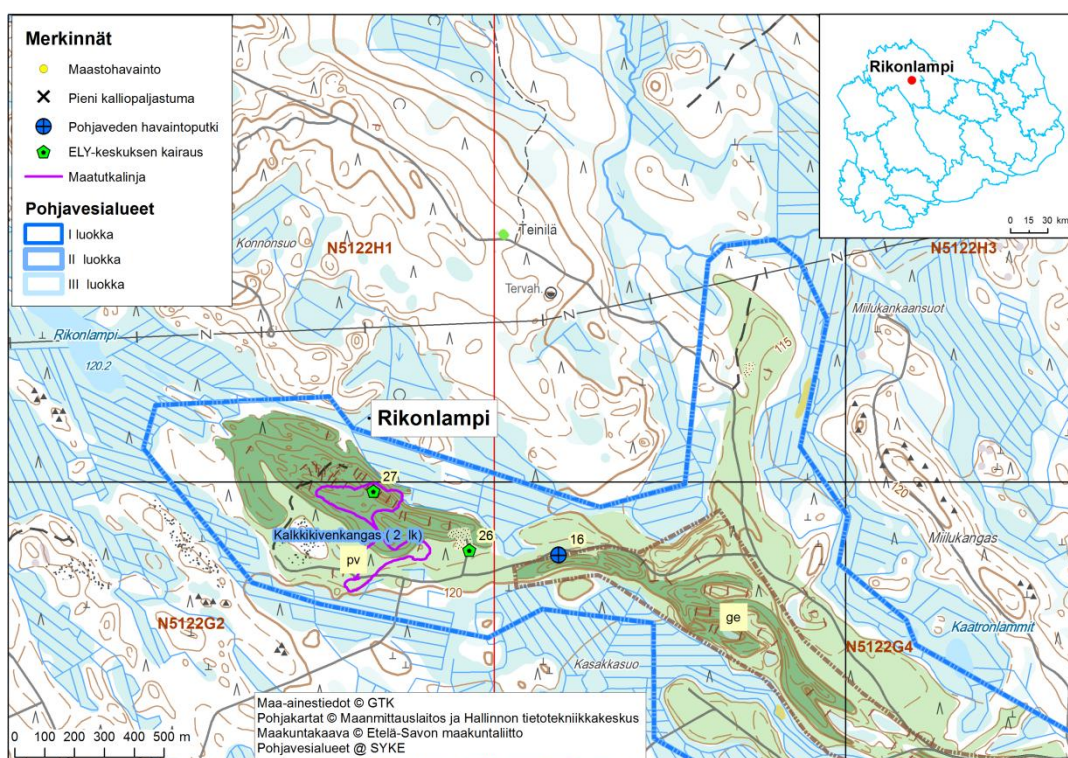 Merkinnät
Maastohavainto
Pieni kalliopaljastuma
Pohjaveden havaintoputki
ELY-keskuksen kairaus
Maatutkalinja
Pohjavesialueet
I luokka
II luokka
III luokka
Rikonlampi
0 15 30 km
Konnonsuo
N5122H1
Teinilä
N5122H3
Tervah.
Miilukankaansuot
N
N
N
Rikonlampi
120.2
115
Rikonlampi
27
26
16
120
Kalkkikivenkangas ( 2 lk)
pv
Miilukangas
120
ge
N5122G2
N5122G4
Kaatronlammit
Kasakkasuo
Maa-ainestiedot © GTK
Pohjakartat © Maanmittauslaitos ja Hallinnon tietotekniikkakeskus
Maakuntakaava © Etelä-Savon maakuntaliitto
Pohjavesialueet @ SYKE
0 100 200 300 400 500 m